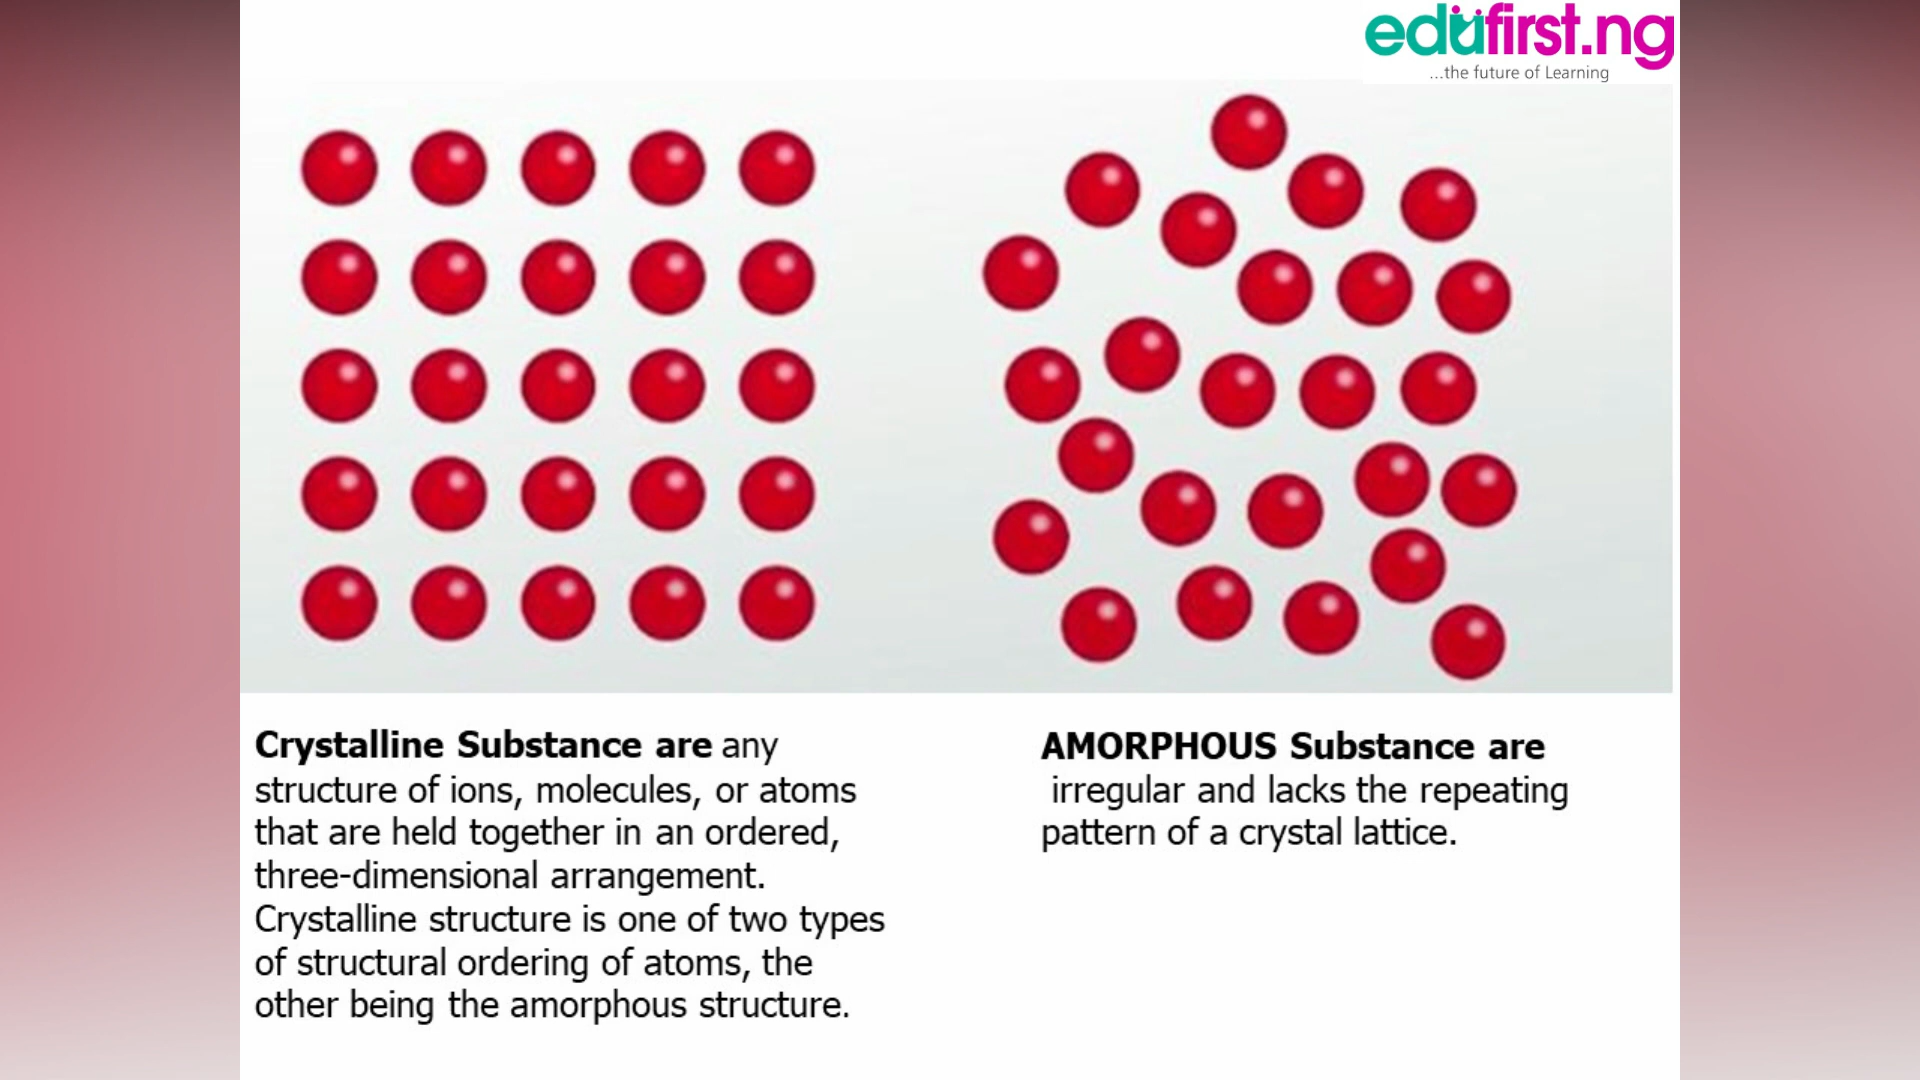 edufirst.ng
...the future of Learning
Crystalline Substance are any
structure of ions, molecules, or atoms
that are held together in an ordered,
three-dimensional arrangement.
Crystalline structure is one of two types
of structural ordering of atoms, the
other being the amorphous structure.
AMORPHOUS Substance are
irregular and lacks the repeating
pattern of a crystal lattice.